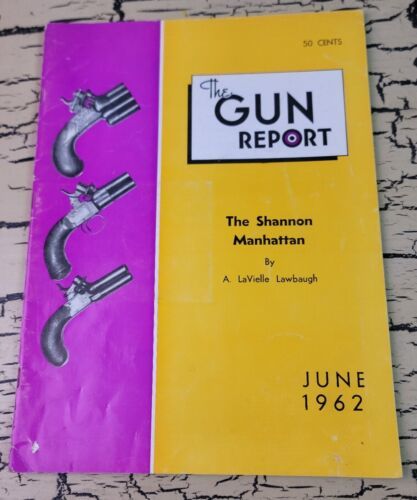 50 CENTS
The
GUN
REPORT
The Shannon
Manhattan
By
A. LaVielle Lawbaugh
JUNE
1962